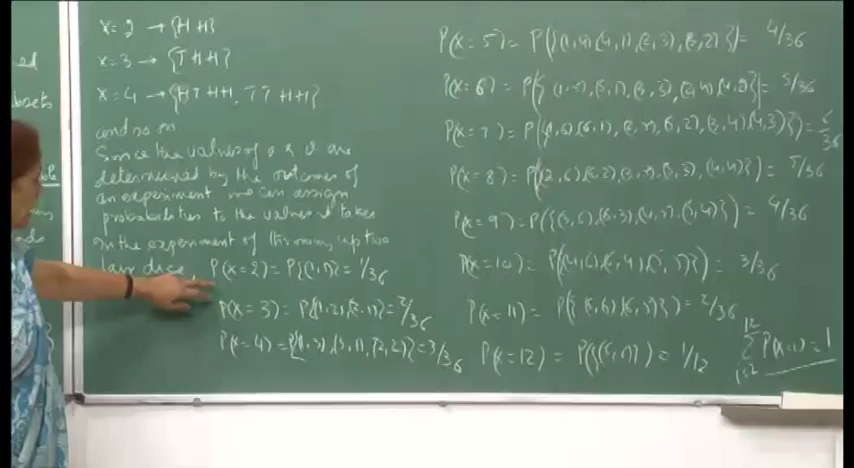 x=2 → {HH}
x=3 → {THH}
x=4 → {HTHH, TTHH}
and so on
Since the values of a r v are
determined by the outcomes of
an experiment we can assign
probabilities to the values it takes
In the experiment of throwing up two
fair dice, P(x=2) = P{(1,1)} = 1/36
P(x=3) = P{(1,2),(2,1)} = 2/36
P(x=4) = P{(1,3),(3,1),(2,2)} = 3/36
P(x=5) = P({(1,4)(4,1),(2,3),(3,2)}) = 4/36
P(x=6) = P({(1,5),(5,1),(3,3),(2,4)(4,2)}) = 5/36
P(x=7) = P({(1,6)(6,1),(2,5),(5,2),(3,4)(4,3)}) = 6/36
P(x=8) = P({(2,6),(6,2),(3,5),(5,3),(4,4)}) = 5/36
P(x=9) = P({(3,6),(6,3),(4,5),(5,4)}) = 4/36
P(x=10) = P({(4,6)(6,4),(5,5)}) = 3/36
P(x=11) = P({(5,6)(6,5)}) = 2/36
P(x=12) = P({(6,6)}) = 1/12
12
∑ P(x=i) = 1
i=2